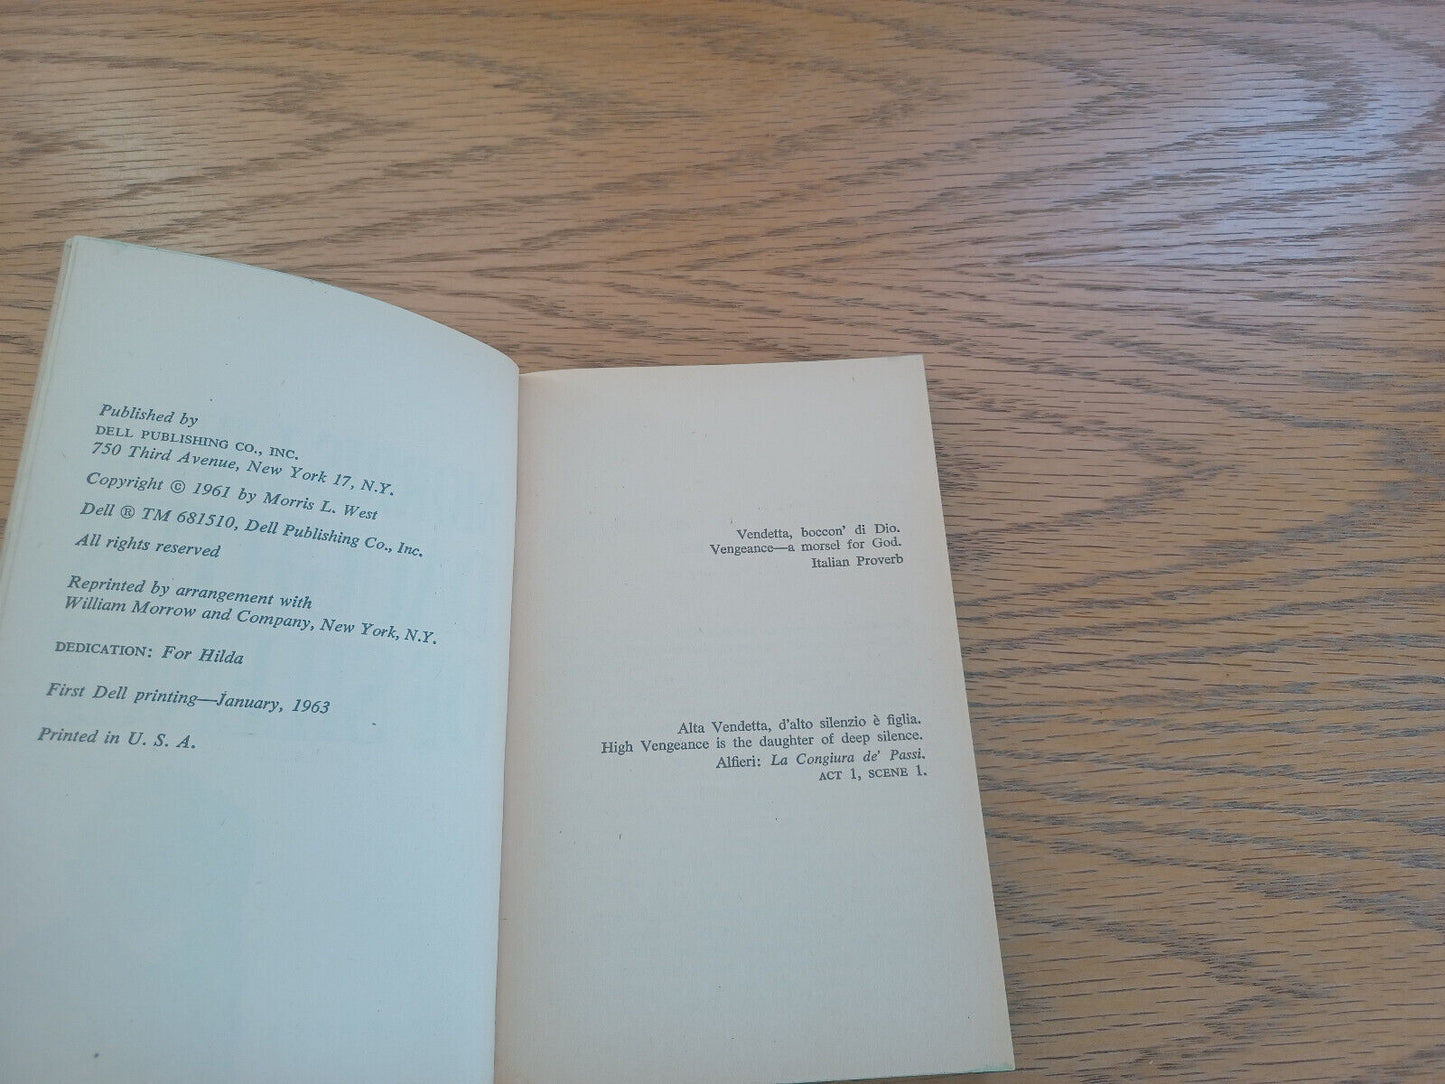 Published by
DELL PUBLISHING CO., INC.
750 Third Avenue, New York 17, N.Y.
Copyright © 1961 by Morris L. West
Dell ® TM 681510, Dell Publishing Co., Inc.
All rights reserved
Reprinted by arrangement with
William Morrow and Company, New York, N.Y.
DEDICATION: For Hilda
First Dell printing—January, 1963
Printed in U. S. A.
Vendetta, boccon' di Dio.
Vengeance—a morsel for God.
Italian Proverb
Alta Vendetta, d'alto silenzio è figlia.
High Vengeance is the daughter of deep silence.
Alfieri: La Congiura de' Passi.
ACT 1, SCENE 1.